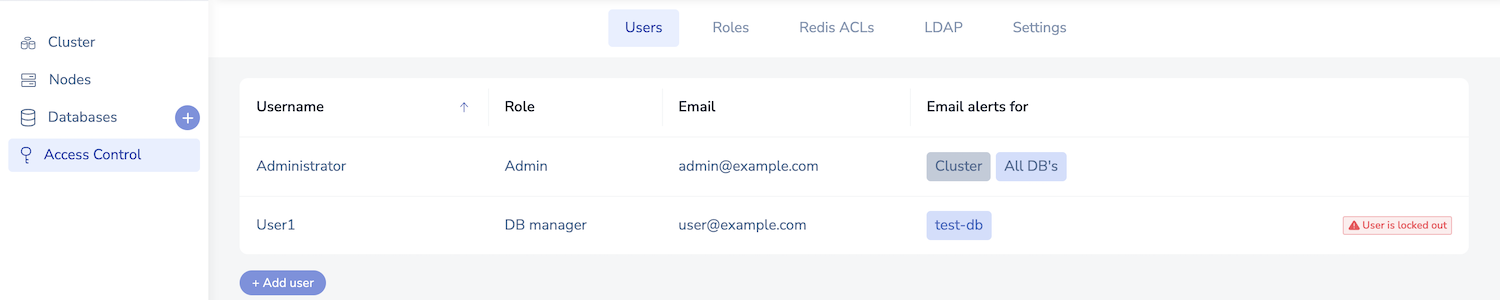 Users Roles Redis ACLs LDAP Settings
Cluster
Nodes
Databases +
Access Control
Username ↑ Role Email Email alerts for
Administrator Admin admin@example.com Cluster All DB's
User1 DB manager user@example.com test-db User is locked out
+ Add user